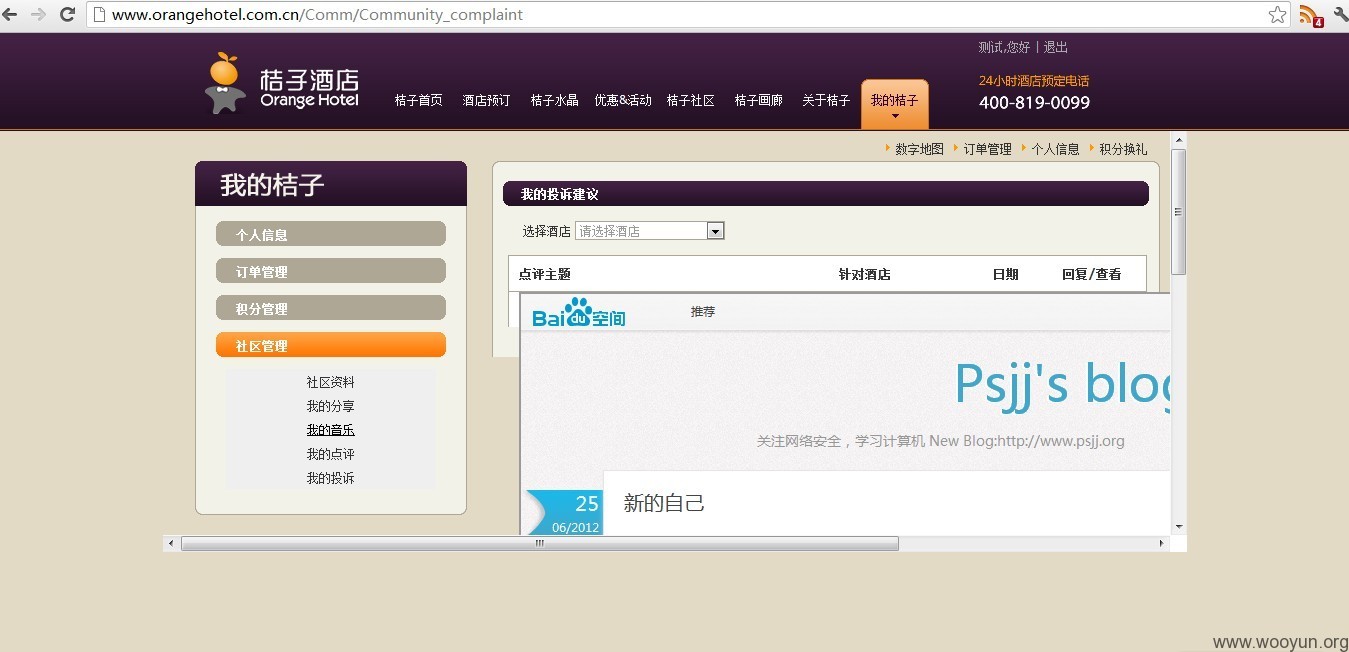 www.orangehotel.com.cn/Comm/Community_complaint
4
测试,您好 | 退出
桔子酒店
Orange Hotel
24小时酒店预定电话
400-819-0099
桔子首页 酒店预订 桔子水晶 优惠&活动 桔子社区 桔子画廊 关于桔子 我的桔子
数字地图 订单管理 个人信息 积分换礼
我的桔子
个人信息
订单管理
积分管理
社区管理
社区资料
我的分享
我的音乐
我的点评
我的投诉
我的投诉建议
选择酒店 请选择酒店
点评主题 针对酒店 日期 回复/查看
Bai du 空间 推荐
Psjj's blog
关注网络安全，学习计算机 New Blog:http://www.psjj.org
25
06/2012
新的自己
www.wooyun.org